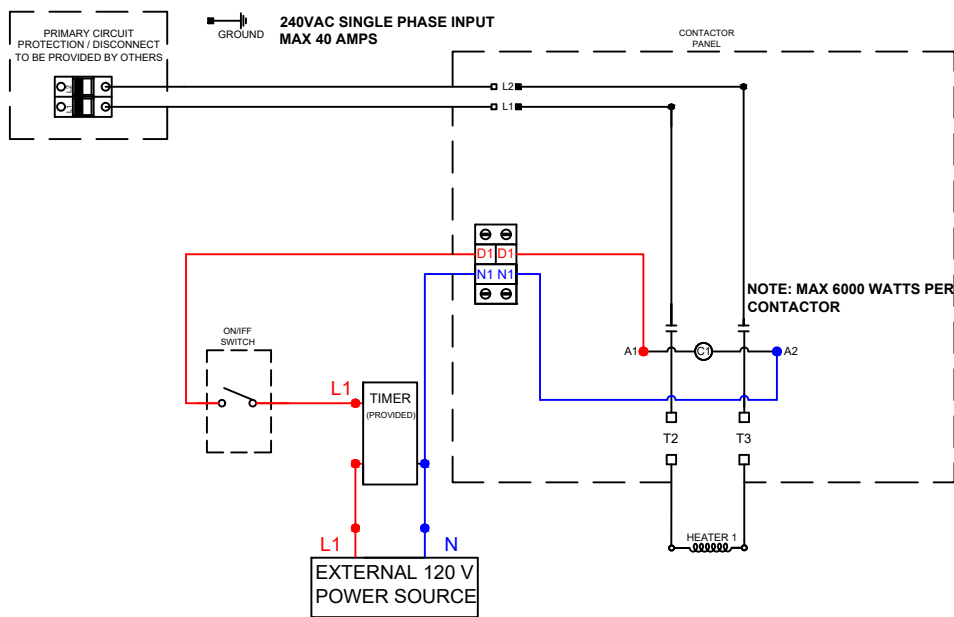 PRIMARY CIRCUIT
PROTECTION / DISCONNECT
TO BE PROVIDED BY OTHERS
L2
L1
GROUND
240VAC SINGLE PHASE INPUT
MAX 40 AMPS
CONTACTOR
PANEL
L2
L1
D1 D1
N1 N1
NOTE: MAX 6000 WATTS PER
CONTACTOR
A1
C1
A2
ON/IFF
SWITCH
L1
TIMER
(PROVIDED)
T2
T3
HEATER 1
L1
N
EXTERNAL 120 V
POWER SOURCE